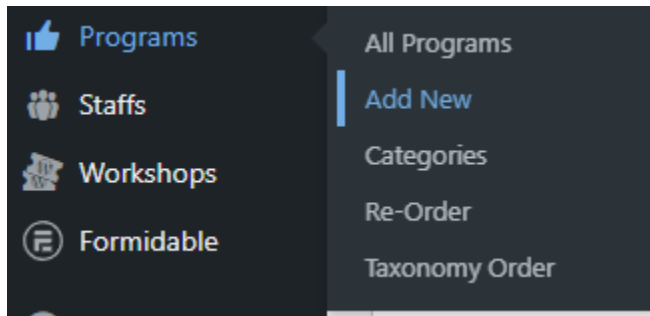 Programs
Staffs
Workshops
Formidable
All Programs
Add New
Categories
Re-Order
Taxonomy Order